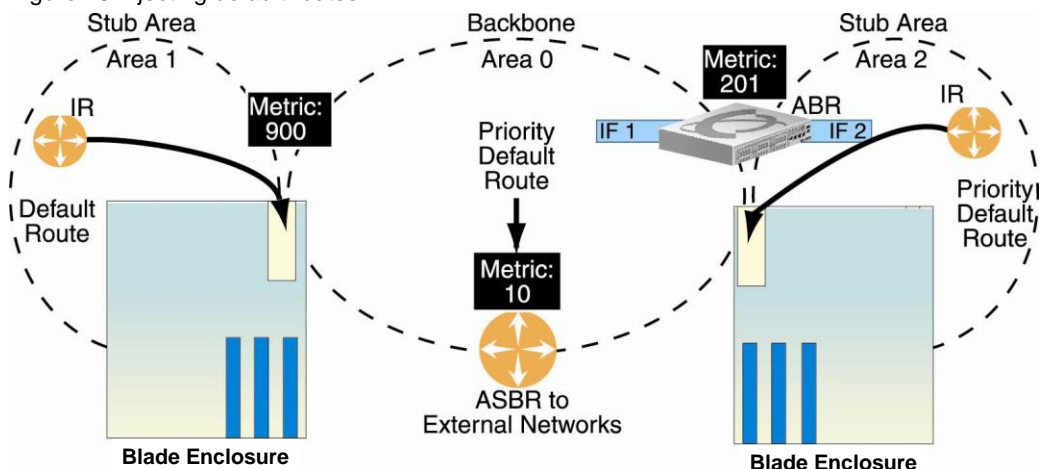 Stub Area
Area 1
IR
Metric:
900
Default
Route
Backbone
Area 0
Priority
Default
Route
Metric:
10
ASBR to
External Networks
Metric:
201
ABR
IF 1
IF 2
Stub Area
Area 2
IR
Priority
Default
Route
Blade Enclosure
Blade Enclosure